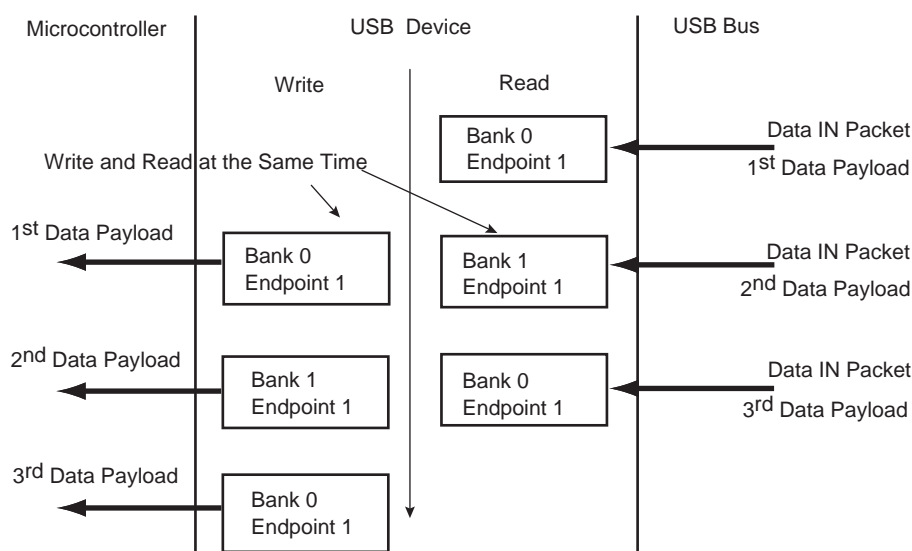 Microcontroller
USB Device
USB Bus
Write
Read
Bank 0
Endpoint 1
Data IN Packet
1st Data Payload
Write and Read at the Same Time
1st Data Payload
Bank 0
Endpoint 1
Bank 1
Endpoint 1
Data IN Packet
2nd Data Payload
2nd Data Payload
Bank 1
Endpoint 1
Bank 0
Endpoint 1
Data IN Packet
3rd Data Payload
3rd Data Payload
Bank 0
Endpoint 1